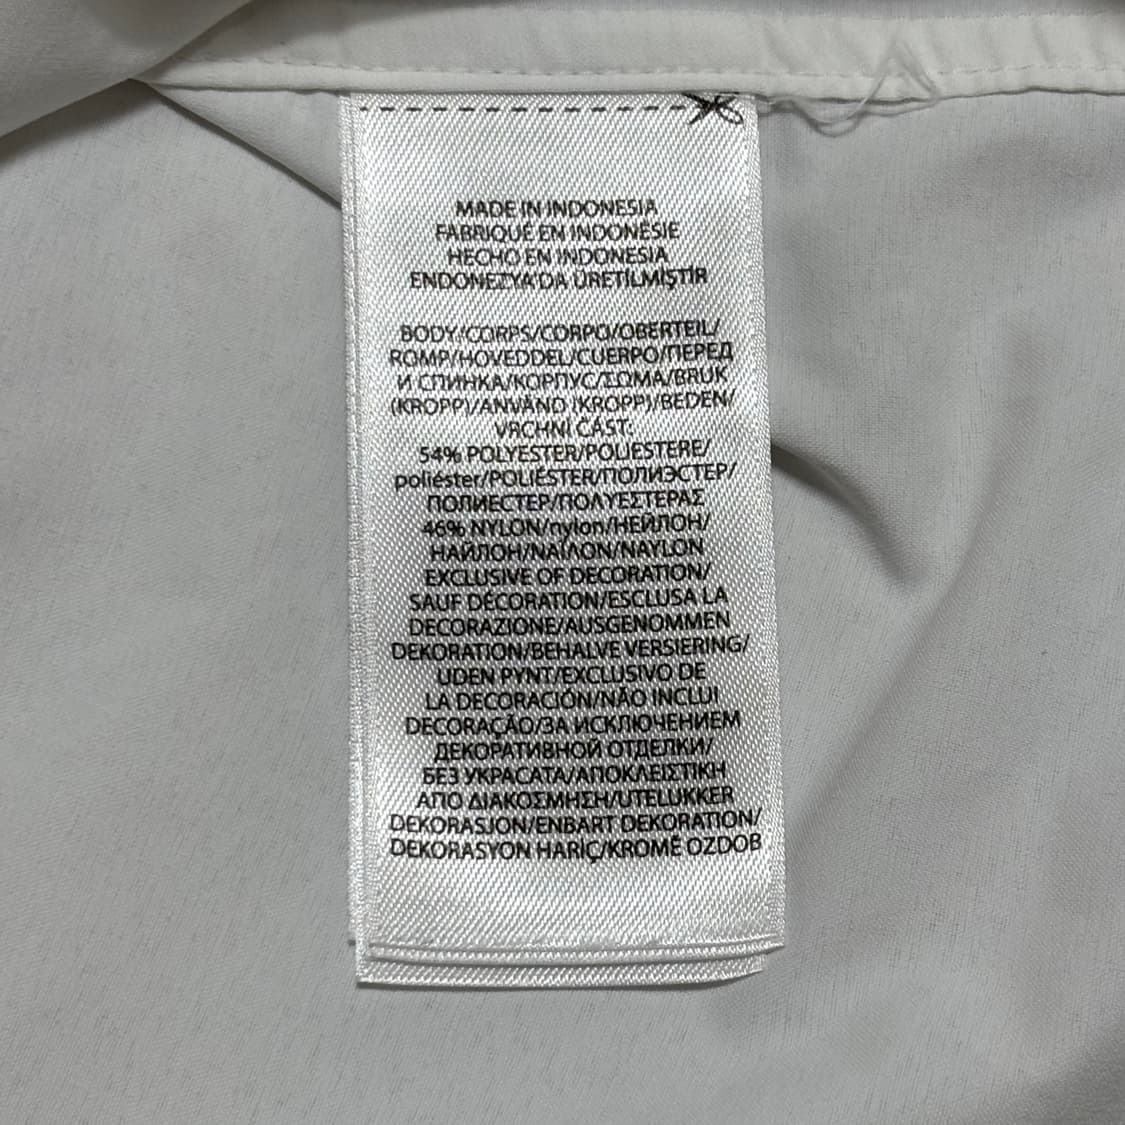 MADE IN INDONESIA
FABRIQUÉ EN INDONÉSIE
HECHO EN INDONESIA
ENDONEZYA'DA ÜRETİLMİŞTİR
BODY/CORPS/CORPO/OBERTEIL/
ROMP/HOVEDDEL/CUERPO/ПЕРЕД
И СПИНКА/КОРПУС/ΣΩΜΑ/BRUK
(KROPP)/ANVÄND (KROPP)/BEDEN/
VRCHNÍ ČÁST:
54% POLYESTER/POLIESTERE/
poliéster/POLIÉSTER/ПОЛИЭСТЕР/
ПОЛИЕСТЕР/ΠΟΛΥΕΣΤΕΡΑΣ
46% NYLON/nylon/НЕЙЛОН/
НАЙЛОН/ΝΑΪΛΟΝ/NAYLON
EXCLUSIVE OF DECORATION/
SAUF DÉCORATION/ESCLUSA LA
DECORAZIONE/AUSGENOMMEN
DEKORATION/BEHALVE VERSIERING/
UDEN PYNT/EXCLUSIVO DE
LA DECORACIÓN/NÃO INCLUI
DECORAÇÃO/ЗА ИСКЛЮЧЕНИЕМ
ДЕКОРАТИВНОЙ ОТДЕЛКИ/
БЕЗ УКРАСАТА/ΑΠΟΚΛΕΙΣΤΙΚΗ
ΑΠΟ ΔΙΑΚΟΣΜΗΣΗ/UTELUKKER
DEKORASJON/ENBART DEKORATION/
DEKORASYON HARİÇ/KROMĚ OZDOB